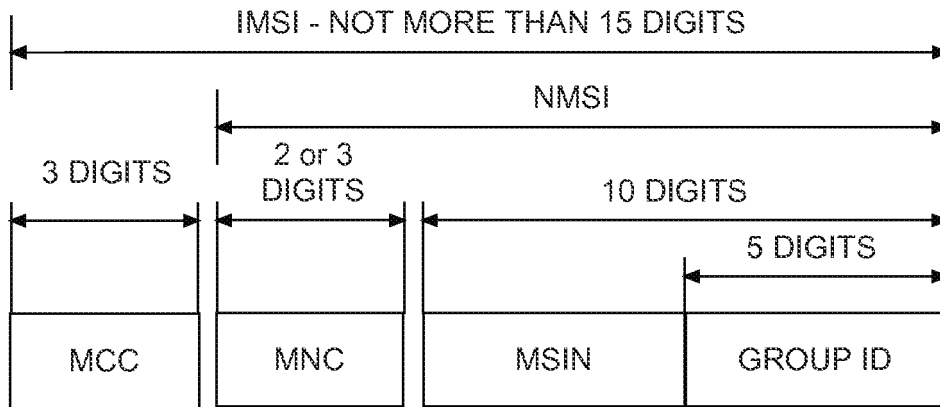 IMSI - NOT MORE THAN 15 DIGITS
NMSI
3 DIGITS
2 or 3
DIGITS
10 DIGITS
5 DIGITS
MCC
MNC
MSIN
GROUP ID